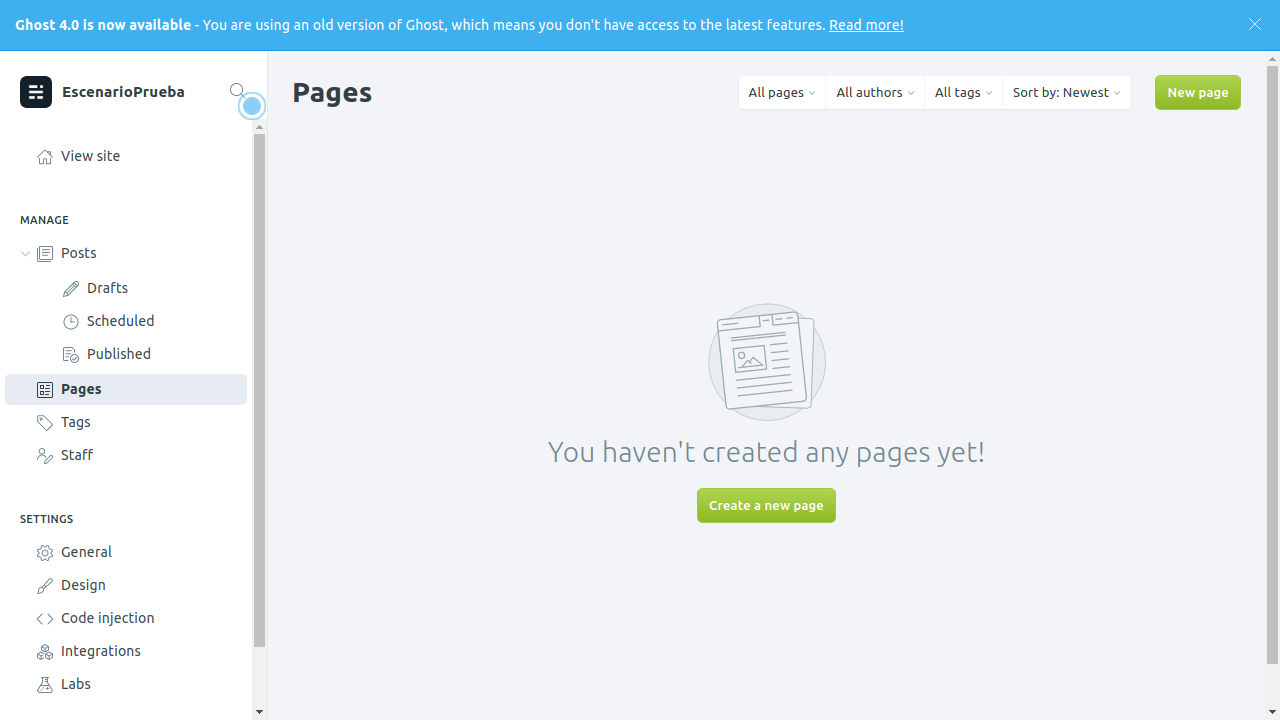 Ghost 4.0 is now available - You are using an old version of Ghost, which means you don't have access to the latest features. Read more!
EscenarioPrueba
View site
MANAGE
Posts
Drafts
Scheduled
Published
Pages
Tags
Staff
SETTINGS
General
Design
Code injection
Integrations
Labs
Pages
All pages
All authors
All tags
Sort by: Newest
New page
You haven't created any pages yet!
Create a new page